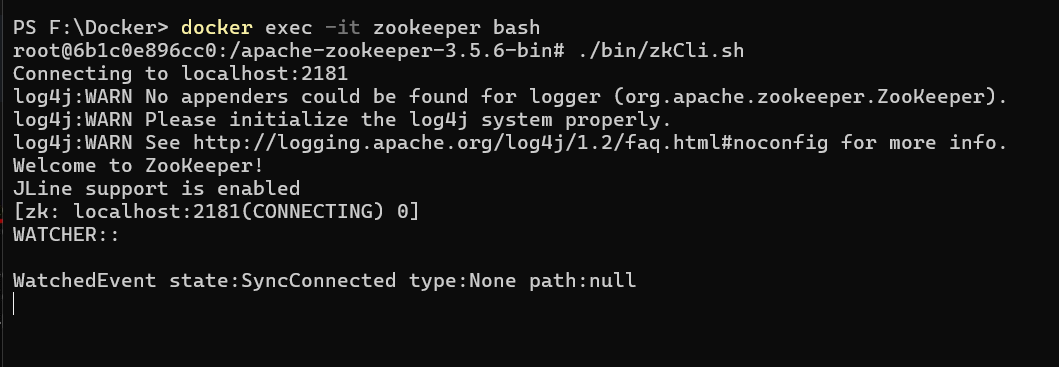 PS F:\Docker> docker exec -it zookeeper bash
root@6b1c0e896cc0:/apache-zookeeper-3.5.6-bin# ./bin/zkCli.sh
Connecting to localhost:2181
log4j:WARN No appenders could be found for logger (org.apache.zookeeper.ZooKeeper).
log4j:WARN Please initialize the log4j system properly.
log4j:WARN See http://logging.apache.org/log4j/1.2/faq.html#noconfig for more info.
Welcome to ZooKeeper!
JLine support is enabled
[zk: localhost:2181(CONNECTING) 0]
WATCHER::
WatchedEvent state:SyncConnected type:None path:null